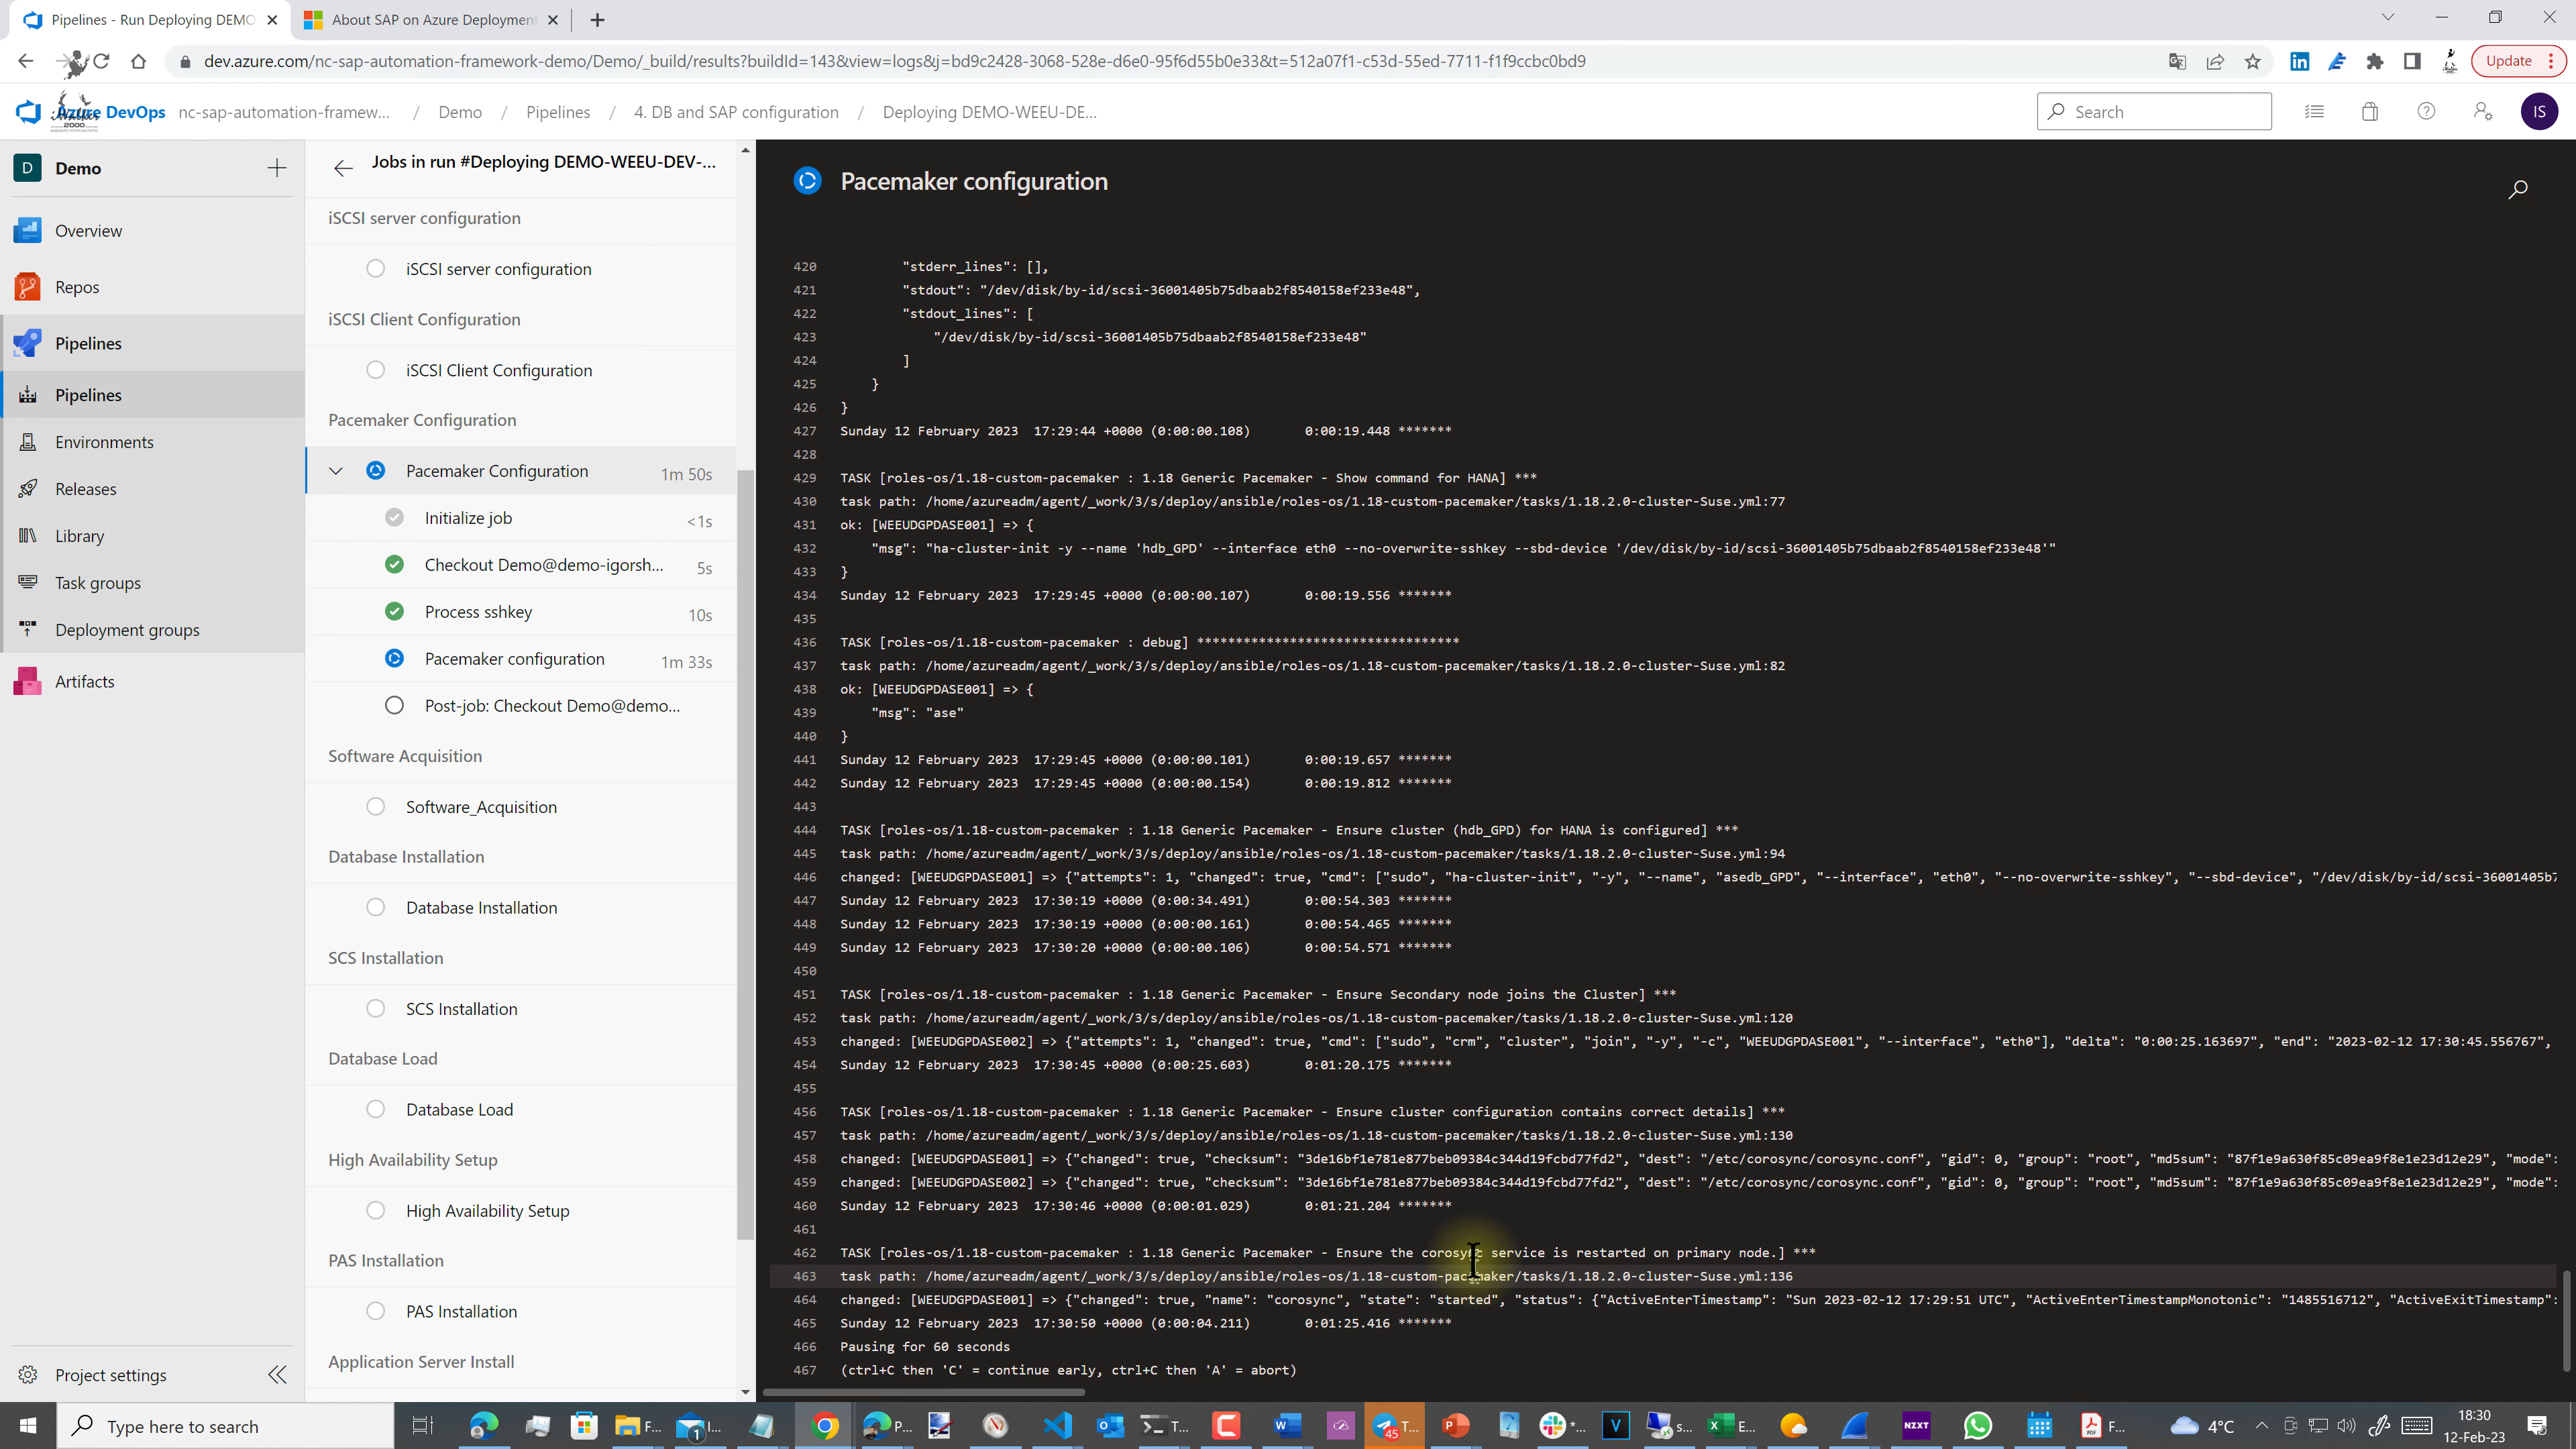 Pipelines - Run Deploying DEMO
About SAP on Azure Deployment
dev.azure.com/nc-sap-automation-framework-demo/Demo/_build/results?buildId=143&view=logs&j=bd9c2428-3068-528e-d6e0-95f6d55b0e33&t=512a07f1-c53d-55ed-7711-f1f9ccbc0bd9
Update
Azure DevOps nc-sap-automation-framew... / Demo / Pipelines / 4. DB and SAP configuration / Deploying DEMO-WEEU-DE...
Search
IS
D Demo
Overview
Repos
Pipelines
Pipelines
Environments
Releases
Library
Task groups
Deployment groups
Artifacts
Project settings
Jobs in run #Deploying DEMO-WEEU-DEV-...
iSCSI server configuration
iSCSI server configuration
iSCSI Client Configuration
iSCSI Client Configuration
Pacemaker Configuration
Pacemaker Configuration 1m 50s
Initialize job <1s
Checkout Demo@demo-igorsh... 5s
Process sshkey 10s
Pacemaker configuration 1m 33s
Post-job: Checkout Demo@demo...
Software Acquisition
Software_Acquisition
Database Installation
Database Installation
SCS Installation
SCS Installation
Database Load
Database Load
High Availability Setup
High Availability Setup
PAS Installation
PAS Installation
Application Server Install
Pacemaker configuration
420 "stderr_lines": [],
421 "stdout": "/dev/disk/by-id/scsi-36001405b75dbaab2f8540158ef233e48",
422 "stdout_lines": [
423 "/dev/disk/by-id/scsi-36001405b75dbaab2f8540158ef233e48"
424 ]
425 }
426 }
427 Sunday 12 February 2023 17:29:44 +0000 (0:00:00.108) 0:00:19.448 *******
428
429 TASK [roles-os/1.18-custom-pacemaker : 1.18 Generic Pacemaker - Show command for HANA] ***
430 task path: /home/azureadm/agent/_work/3/s/deploy/ansible/roles-os/1.18-custom-pacemaker/tasks/1.18.2.0-cluster-Suse.yml:77
431 ok: [WEEUDGPDASE001] => {
432 "msg": "ha-cluster-init -y --name 'hdb_GPD' --interface eth0 --no-overwrite-sshkey --sbd-device '/dev/disk/by-id/scsi-36001405b75dbaab2f8540158ef233e48'"
433 }
434 Sunday 12 February 2023 17:29:45 +0000 (0:00:00.107) 0:00:19.556 *******
435
436 TASK [roles-os/1.18-custom-pacemaker : debug] **********************************
437 task path: /home/azureadm/agent/_work/3/s/deploy/ansible/roles-os/1.18-custom-pacemaker/tasks/1.18.2.0-cluster-Suse.yml:82
438 ok: [WEEUDGPDASE001] => {
439 "msg": "ase"
440 }
441 Sunday 12 February 2023 17:29:45 +0000 (0:00:00.101) 0:00:19.657 *******
442 Sunday 12 February 2023 17:29:45 +0000 (0:00:00.154) 0:00:19.812 *******
443
444 TASK [roles-os/1.18-custom-pacemaker : 1.18 Generic Pacemaker - Ensure cluster (hdb_GPD) for HANA is configured] ***
445 task path: /home/azureadm/agent/_work/3/s/deploy/ansible/roles-os/1.18-custom-pacemaker/tasks/1.18.2.0-cluster-Suse.yml:94
446 changed: [WEEUDGPDASE001] => {"attempts": 1, "changed": true, "cmd": ["sudo", "ha-cluster-init", "-y", "--name", "asedb_GPD", "--interface", "eth0", "--no-overwrite-sshkey", "--sbd-device", "/dev/disk/by-id/scsi-36001405b7
447 Sunday 12 February 2023 17:30:19 +0000 (0:00:34.491) 0:00:54.303 *******
448 Sunday 12 February 2023 17:30:19 +0000 (0:00:00.161) 0:00:54.465 *******
449 Sunday 12 February 2023 17:30:20 +0000 (0:00:00.106) 0:00:54.571 *******
450
451 TASK [roles-os/1.18-custom-pacemaker : 1.18 Generic Pacemaker - Ensure Secondary node joins the Cluster] ***
452 task path: /home/azureadm/agent/_work/3/s/deploy/ansible/roles-os/1.18-custom-pacemaker/tasks/1.18.2.0-cluster-Suse.yml:120
453 changed: [WEEUDGPDASE002] => {"attempts": 1, "changed": true, "cmd": ["sudo", "crm", "cluster", "join", "-y", "-c", "WEEUDGPDASE001", "--interface", "eth0"], "delta": "0:00:25.163697", "end": "2023-02-12 17:30:45.556767",
454 Sunday 12 February 2023 17:30:45 +0000 (0:00:25.603) 0:01:20.175 *******
455
456 TASK [roles-os/1.18-custom-pacemaker : 1.18 Generic Pacemaker - Ensure cluster configuration contains correct details] ***
457 task path: /home/azureadm/agent/_work/3/s/deploy/ansible/roles-os/1.18-custom-pacemaker/tasks/1.18.2.0-cluster-Suse.yml:130
458 changed: [WEEUDGPDASE001] => {"changed": true, "checksum": "3de16bf1e781e877beb09384c344d19fcbd77fd2", "dest": "/etc/corosync/corosync.conf", "gid": 0, "group": "root", "md5sum": "87f1e9a630f85c09ea9f8e1e23d12e29", "mode":
459 changed: [WEEUDGPDASE002] => {"changed": true, "checksum": "3de16bf1e781e877beb09384c344d19fcbd77fd2", "dest": "/etc/corosync/corosync.conf", "gid": 0, "group": "root", "md5sum": "87f1e9a630f85c09ea9f8e1e23d12e29", "mode":
460 Sunday 12 February 2023 17:30:46 +0000 (0:00:01.029) 0:01:21.204 *******
461
462 TASK [roles-os/1.18-custom-pacemaker : 1.18 Generic Pacemaker - Ensure the corosync service is restarted on primary node.] ***
463 task path: /home/azureadm/agent/_work/3/s/deploy/ansible/roles-os/1.18-custom-pacemaker/tasks/1.18.2.0-cluster-Suse.yml:136
464 changed: [WEEUDGPDASE001] => {"changed": true, "name": "corosync", "state": "started", "status": {"ActiveEnterTimestamp": "Sun 2023-02-12 17:29:51 UTC", "ActiveEnterTimestampMonotonic": "1485516712", "ActiveExitTimestamp":
465 Sunday 12 February 2023 17:30:50 +0000 (0:00:04.211) 0:01:25.416 *******
466 Pausing for 60 seconds
467 (ctrl+C then 'C' = continue early, ctrl+C then 'A' = abort)
Type here to search
F...
1
I...
P...
T...
45
T...
*...
V
s...
E...
NZXT
F...
4°C
18:30
12-Feb-23